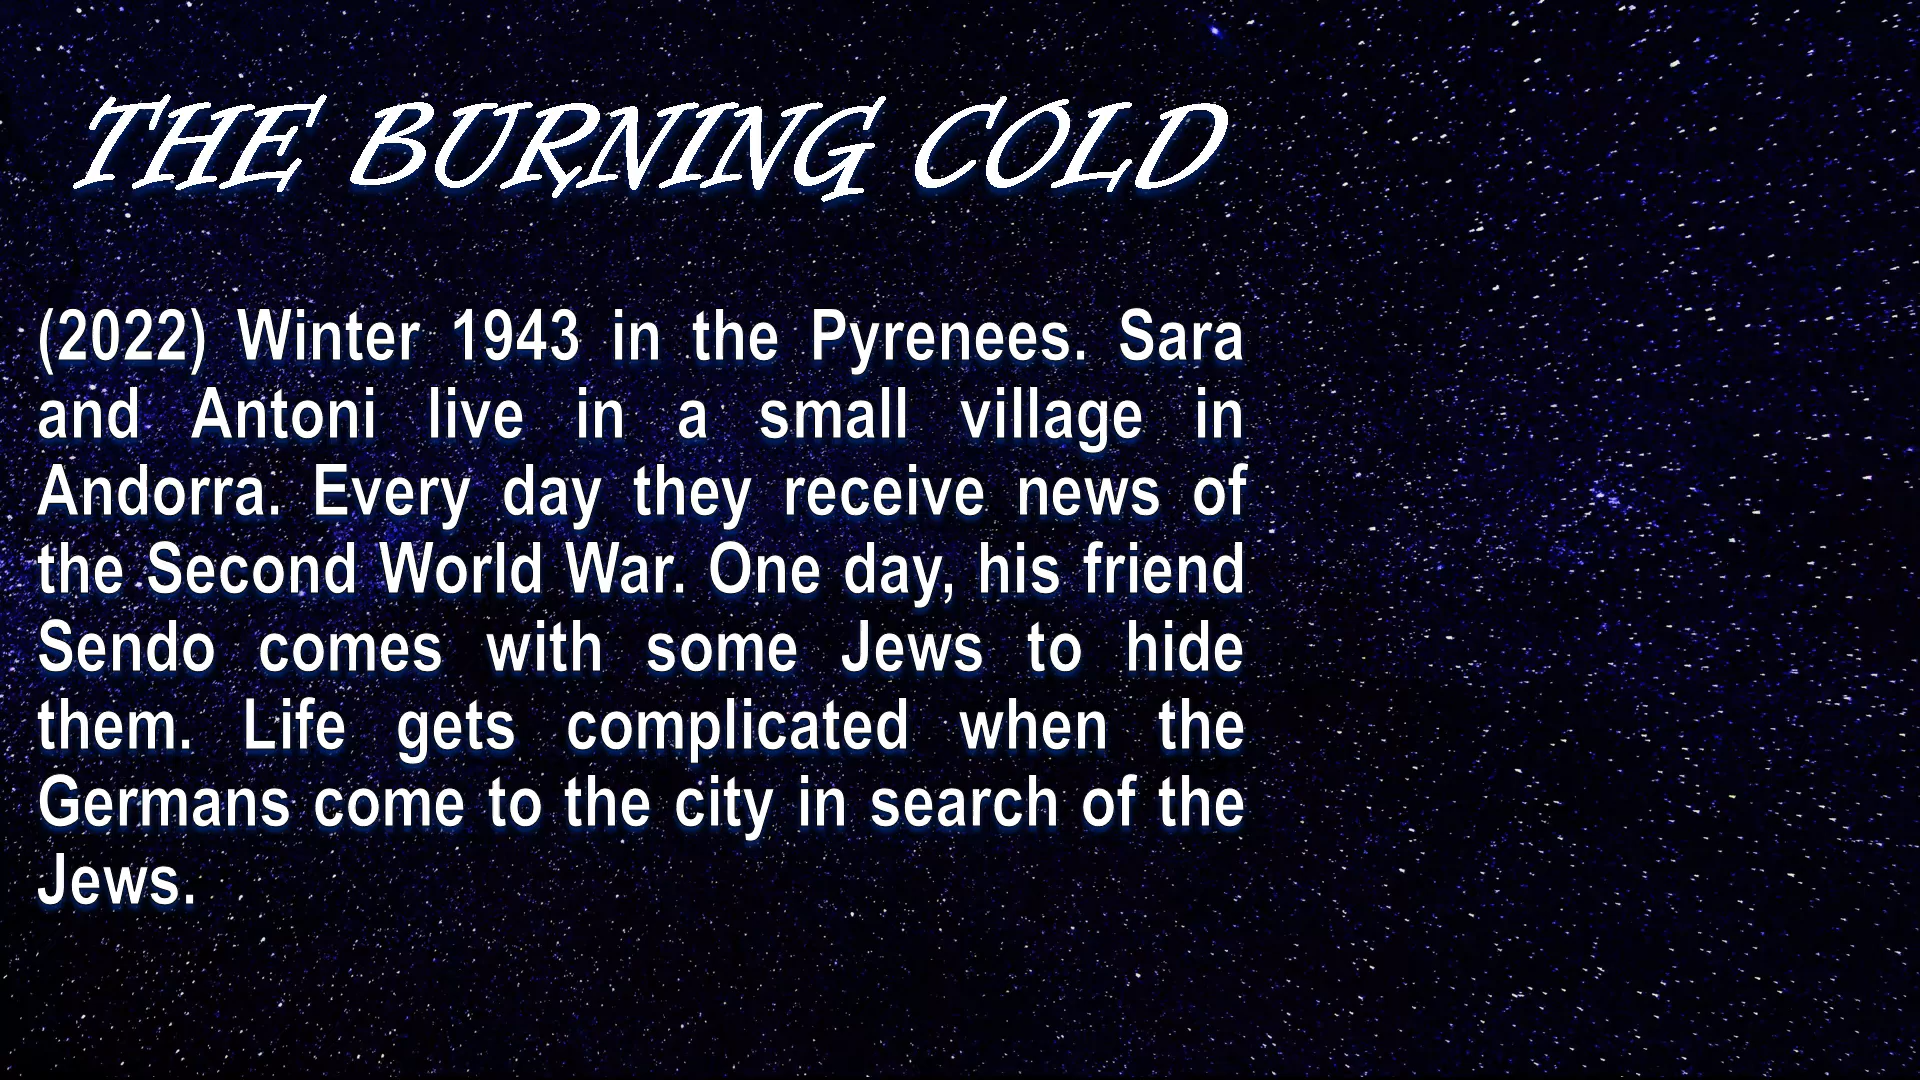 THE BURNING COLD
(2022) Winter 1943 in the Pyrenees. Sara
and Antoni live in a small village in
Andorra. Every day they receive news of
the Second World War. One day, his friend
Sendo comes with some Jews to hide
them. Life gets complicated when the
Germans come to the city in search of the
Jews.